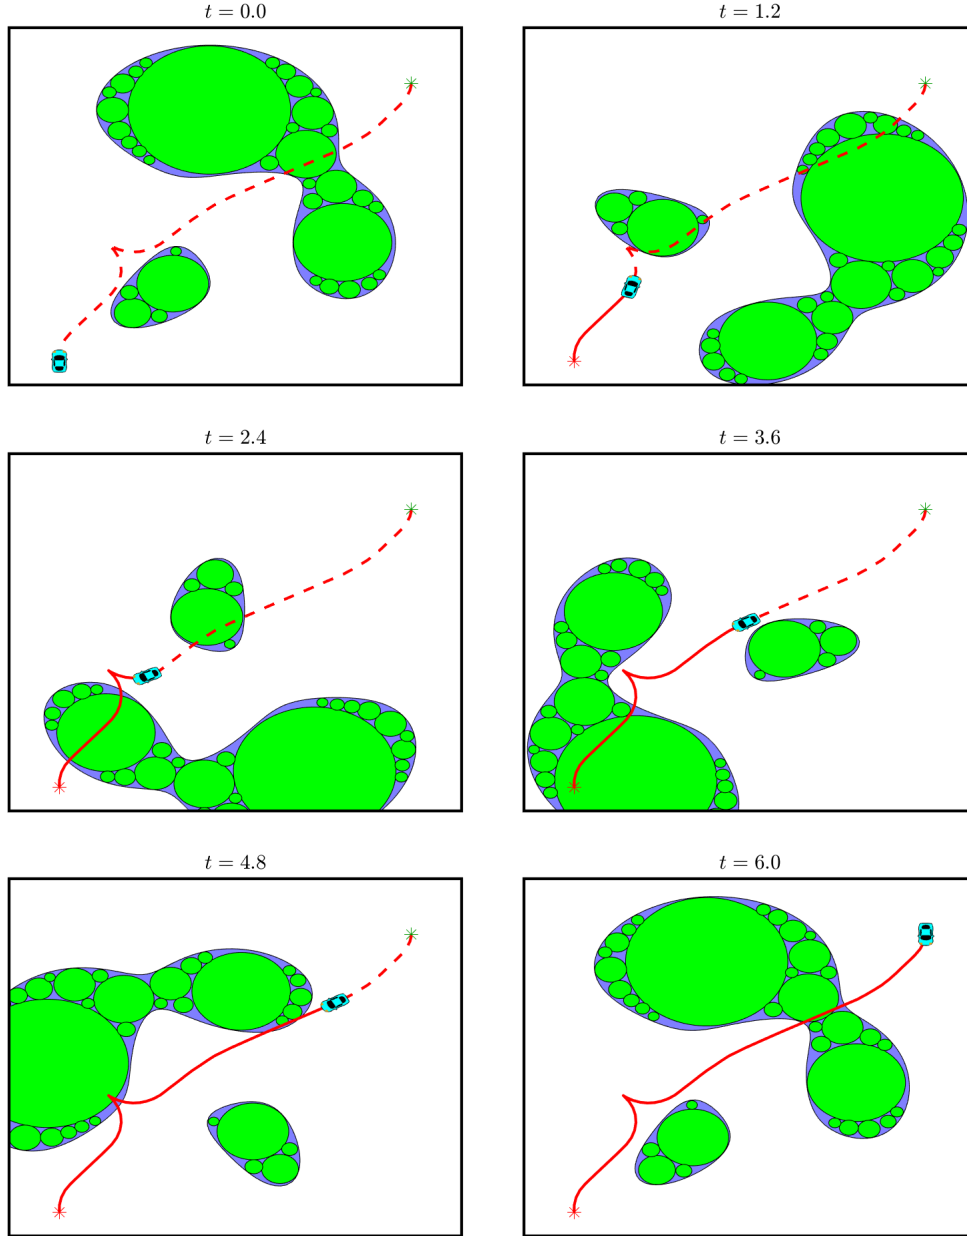 t = 0.0
t = 1.2
t = 2.4
t = 3.6
t = 4.8
t = 6.0